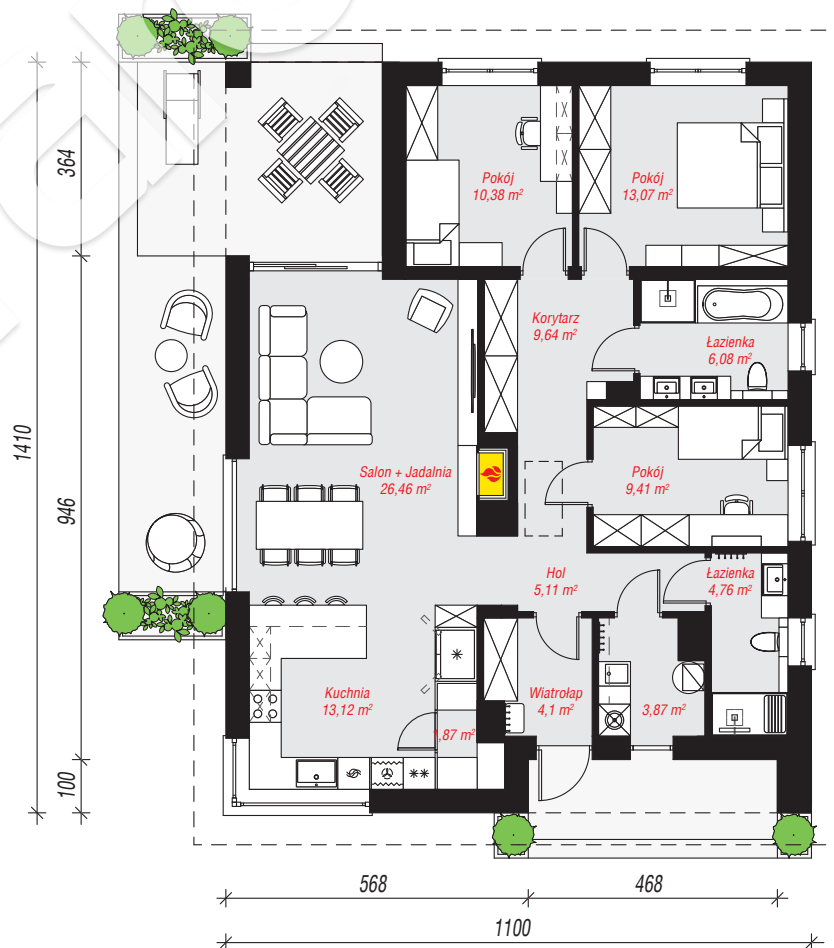 364
1410
946
100
Pokój
10,38 m²
Pokój
13,07 m²
Korytarz
9,64 m²
Łazienka
6,08 m²
Salon + Jadalnia
26,46 m²
Pokój
9,41 m²
Hol
5,11 m²
Łazienka
4,76 m²
Kuchnia
13,12 m²
Wiatrołap
4,1 m²
3,87 m²
1,87 m²
568
468
1100